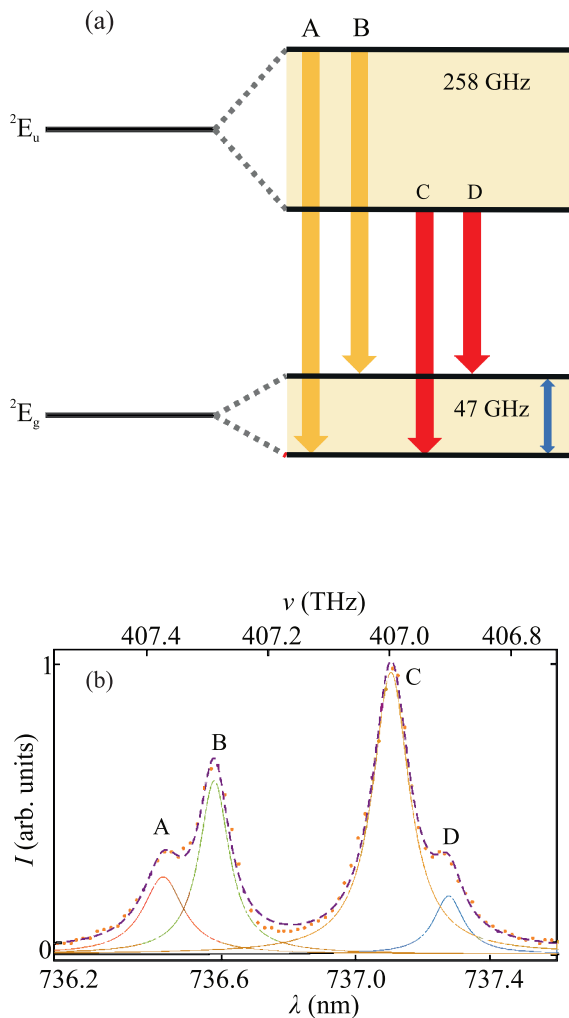 (a)
A B
258 GHz
²Eᵤ
C D
47 GHz
²E_g
ν (THz)
407.4 407.2 407.0 406.8
1
(b)
C
B
A
D
I (arb. units)
0
736.2 736.6 737.0 737.4
λ (nm)